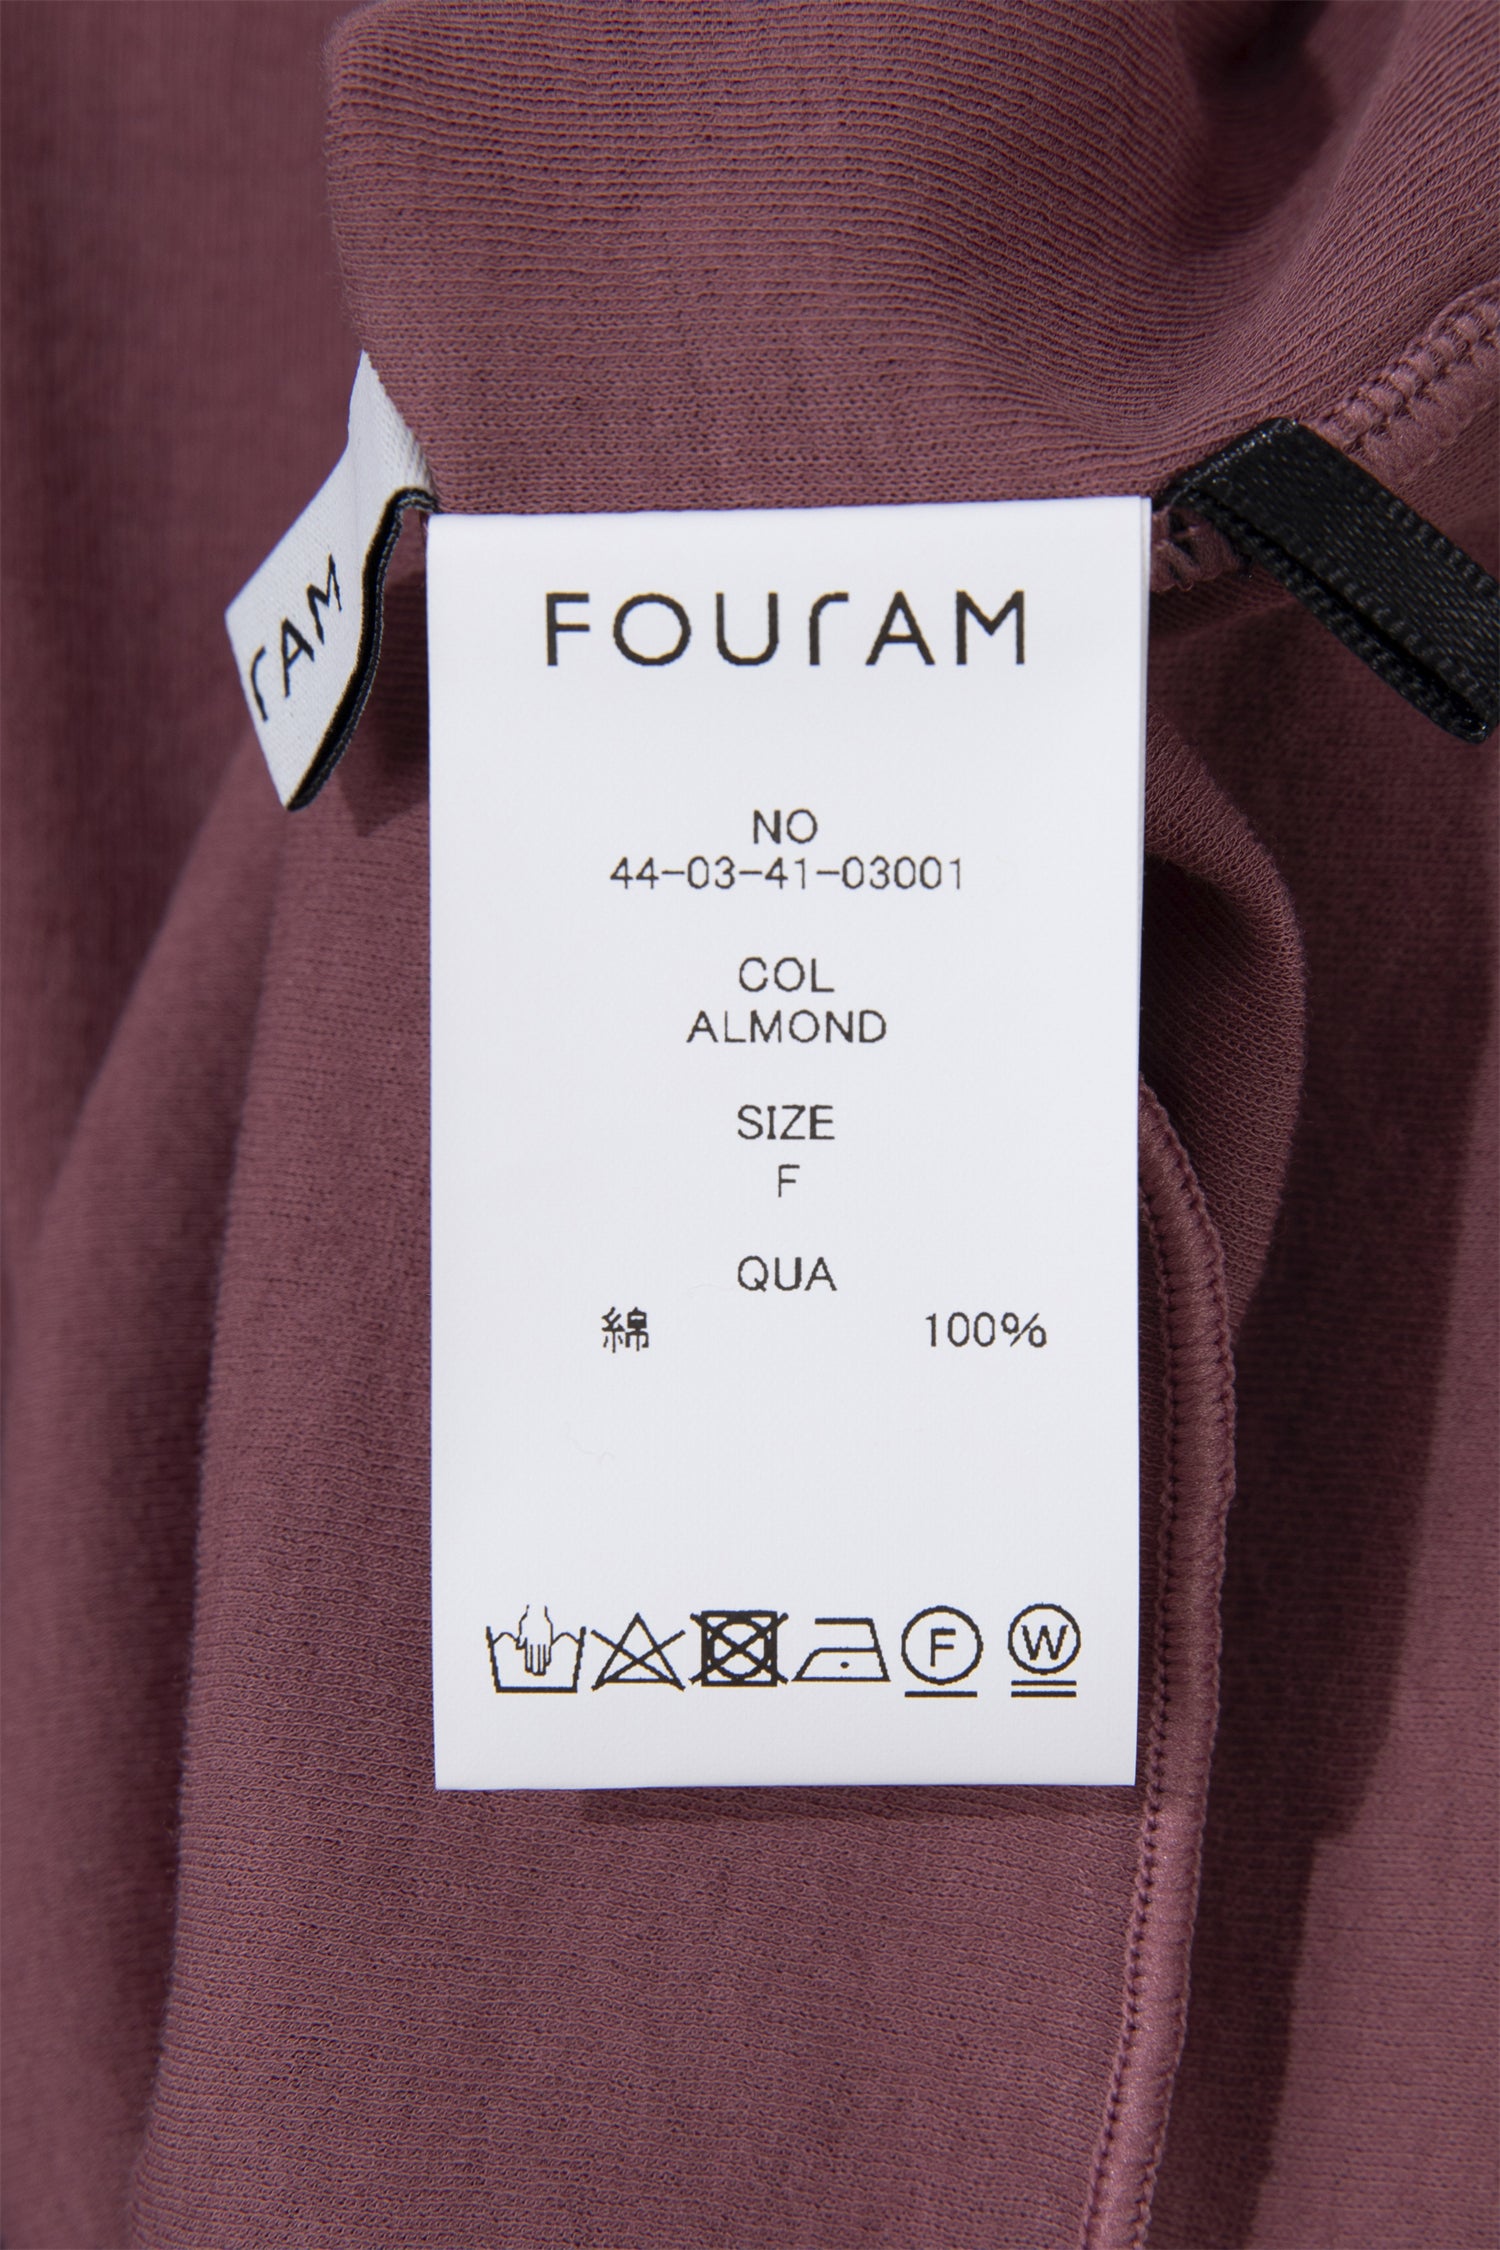 FOURAM
rAM
NO
44-03-41-03001
COL
ALMOND
SIZE
F
QUA
綿 100%
F W